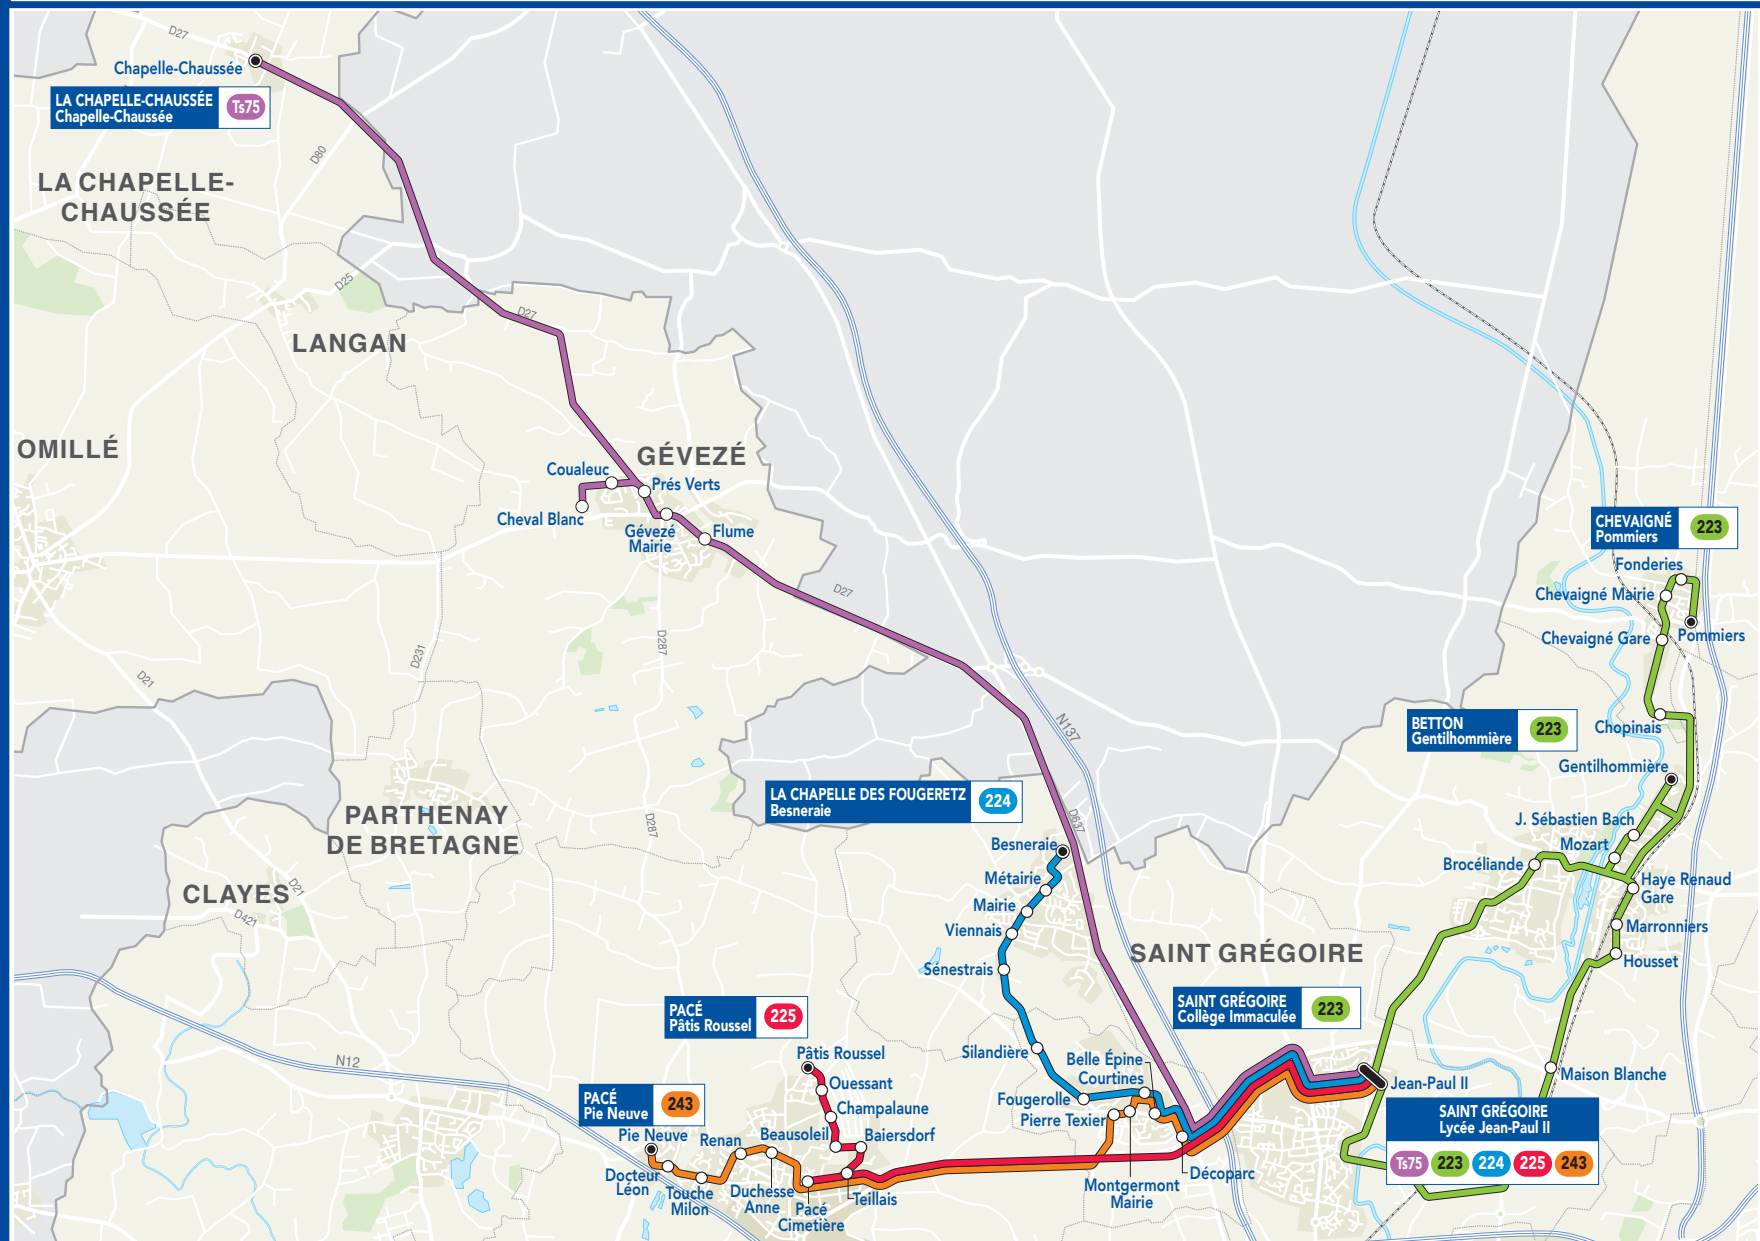 D27
Chapelle-Chaussée
LA CHAPELLE-CHAUSSÉE
Chapelle-Chaussée
Ts75
D80
LA CHAPELLE-
CHAUSSÉE
D25
D27
LANGAN
OMILLÉ
GÉVEZÉ
Coualeuc
Prés Verts
Cheval Blanc
Gévezé
Mairie
Flume
D27
D287
D231
D21
N137
D637
D287
CHEVAIGNÉ
Pommiers
223
Fonderies
Chevaigné Mairie
Pommiers
Chevaigné Gare
BETTON
Gentilhommière
223
Chopinais
Gentilhommière
J. Sébastien Bach
Mozart
Brocéliande
Haye Renaud
Gare
Marronniers
Housset
Maison Blanche
LA CHAPELLE DES FOUGERETZ
Besneraie
224
PARTHENAY
DE BRETAGNE
CLAYES
D21
D421
Besneraie
Métairie
Mairie
Viennais
Sénestrais
SAINT GRÉGOIRE
SAINT GRÉGOIRE
Collège Immaculée
223
PACÉ
Pâtis Roussel
225
N12
Silandière
Belle Épine
Courtines
Fougerolle
Pierre Texier
Jean-Paul II
Pâtis Roussel
Ouessant
Champalaune
Beausoleil
Baiersdorf
PACÉ
Pie Neuve
243
Pie Neuve
Renan
Docteur
Léon
Touche
Milon
Duchesse
Anne
Pacé
Cimetière
Teillais
Montgermont
Mairie
Décoparc
SAINT GRÉGOIRE
Lycée Jean-Paul II
Ts75 223 224 225 243